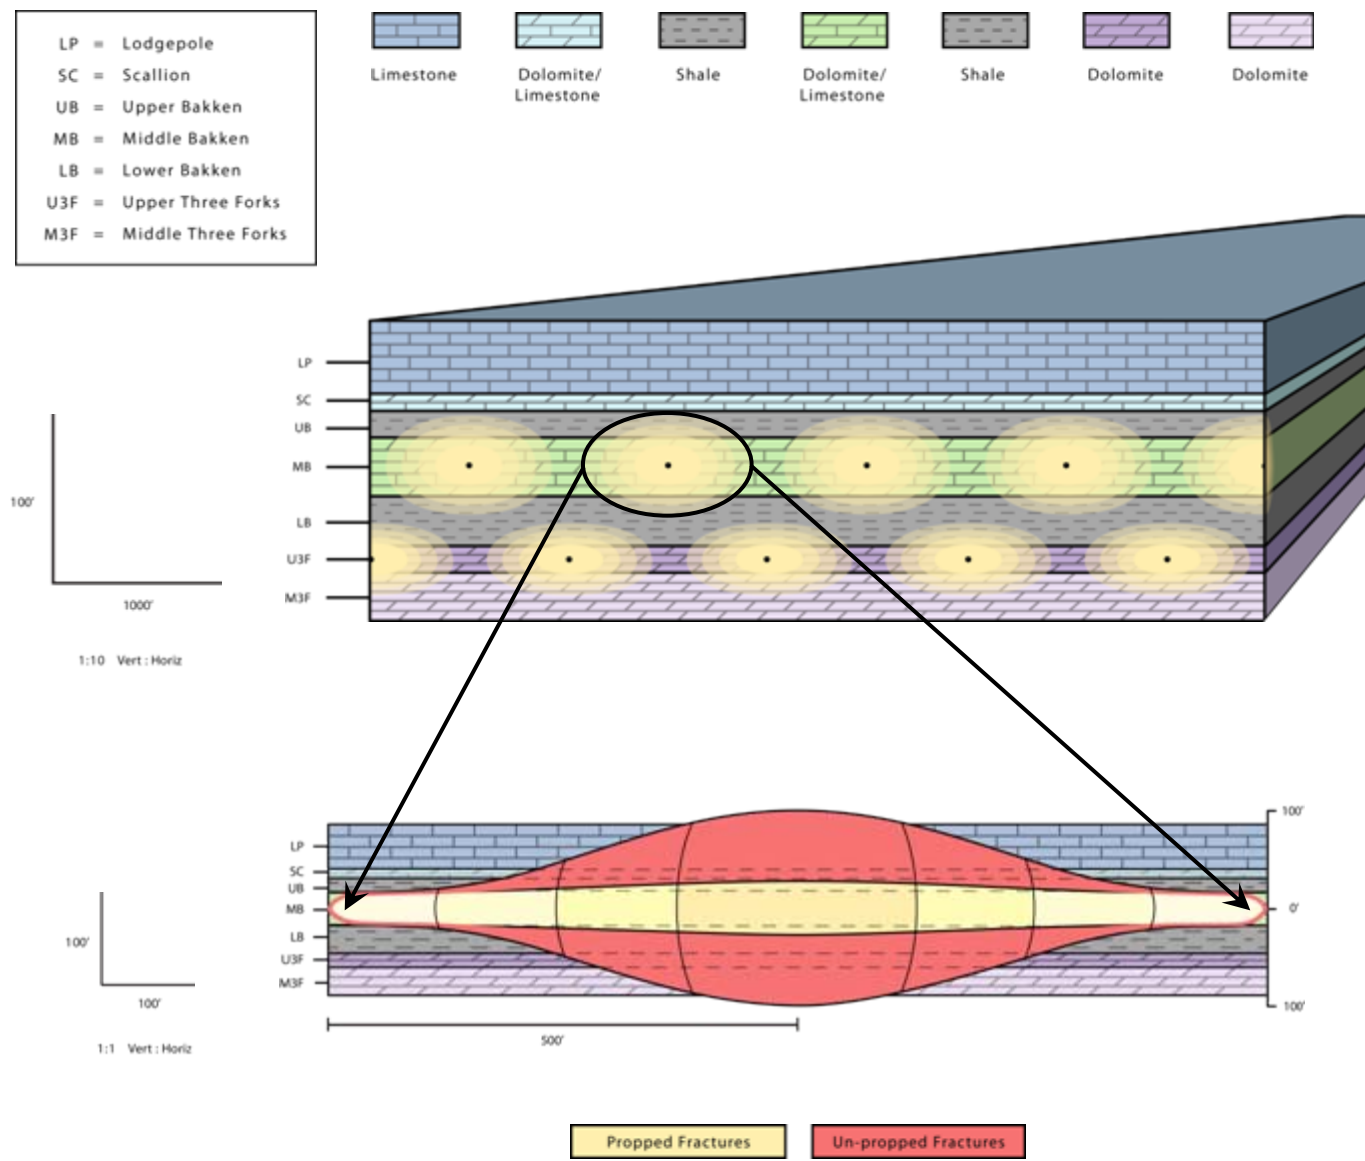 LP = Lodgepole
SC = Scallion
UB = Upper Bakken
MB = Middle Bakken
LB = Lower Bakken
U3F = Upper Three Forks
M3F = Middle Three Forks
Limestone
Dolomite/
Limestone
Shale
Dolomite/
Limestone
Shale
Dolomite
Dolomite
LP
SC
UB
MB
LB
U3F
M3F
100'
1000'
1:10 Vert : Horiz
LP
SC
UB
MB
LB
U3F
M3F
100'
0'
100'
100'
100'
1:1 Vert : Horiz
500'
Propped Fractures
Un-propped Fractures